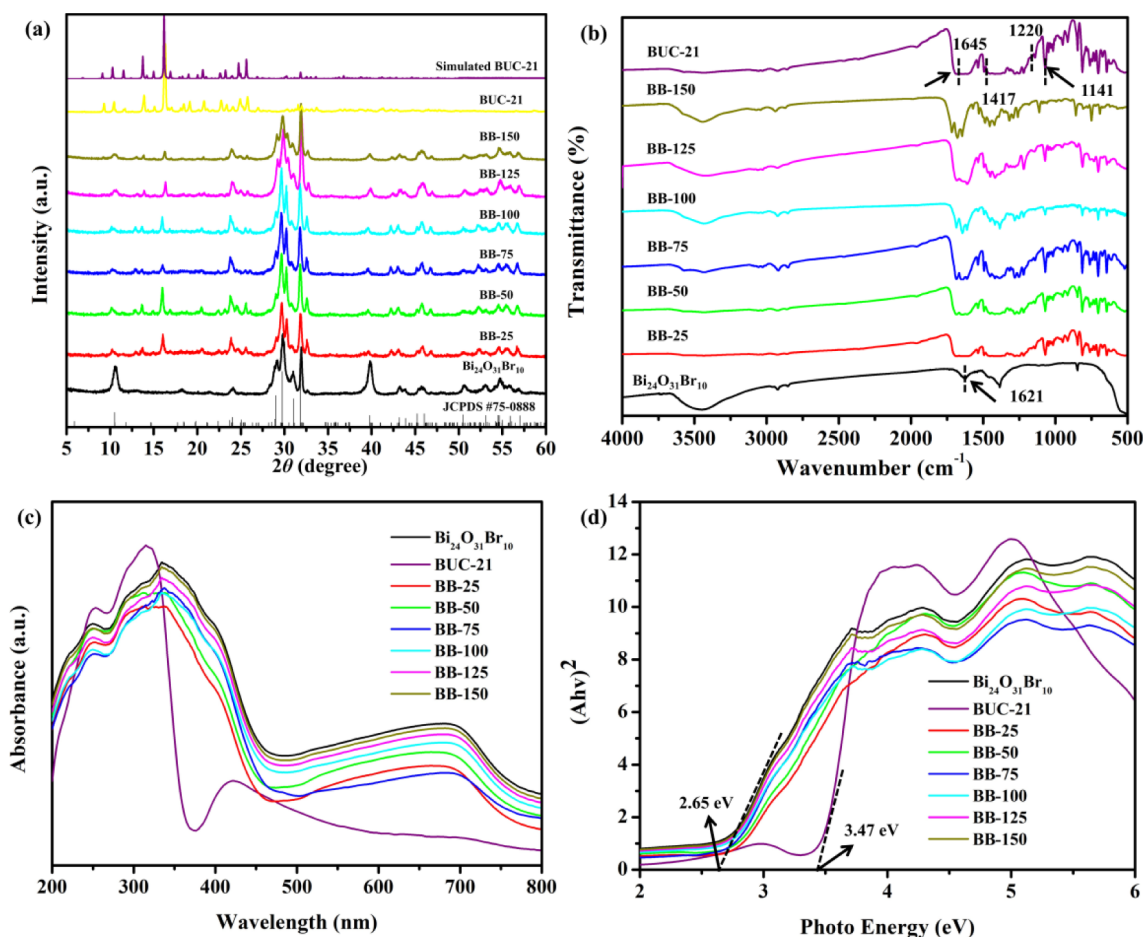 (a)
Simulated BUC-21
BUC-21
BB-150
BB-125
BB-100
BB-75
BB-50
BB-25
Bi₂₄O₃₁Br₁₀
JCPDS #75-0888
Intensity (a.u.)
5 10 15 20 25 30 35 40 45 50 55 60
2θ (degree)
(b)
BUC-21
1645
1220
BB-150
1417
1141
BB-125
BB-100
BB-75
BB-50
BB-25
Bi₂₄O₃₁Br₁₀
1621
Transmittance (%)
4000 3500 3000 2500 2000 1500 1000 500
Wavenumber (cm⁻¹)
(c)
Bi₂₄O₃₁Br₁₀
BUC-21
BB-25
BB-50
BB-75
BB-100
BB-125
BB-150
Absorbance (a.u.)
200 300 400 500 600 700 800
Wavelength (nm)
(d)
14
12
10
8
6
4
2
0
(Ahv)²
2.65 eV
3.47 eV
Bi₂₄O₃₁Br₁₀
BUC-21
BB-25
BB-50
BB-75
BB-100
BB-125
BB-150
2 3 4 5 6
Photo Energy (eV)